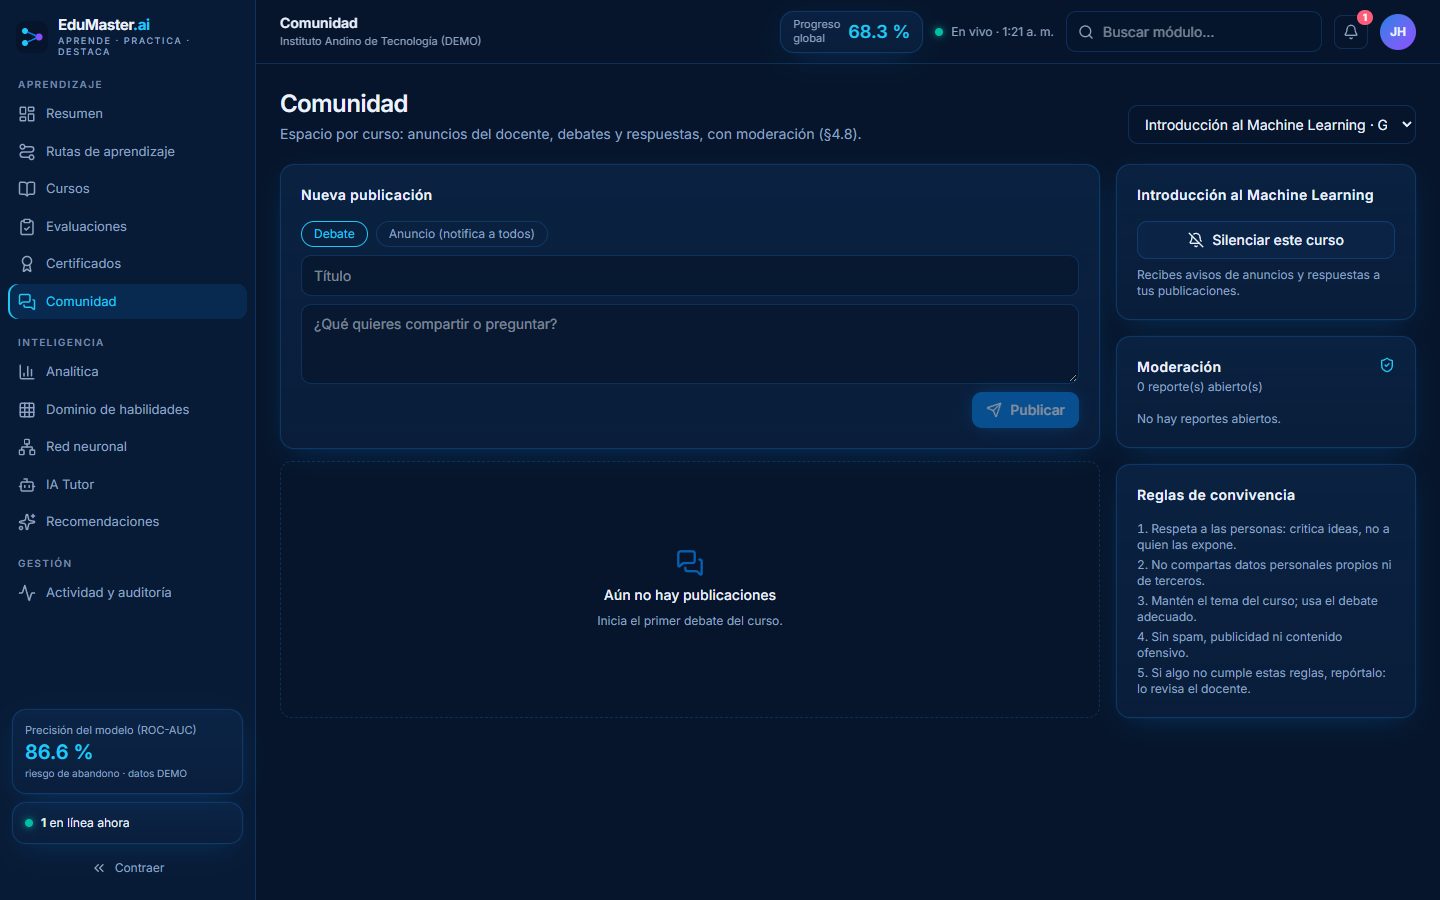 EduMaster.ai
APRENDE · PRACTICA ·
DESTACA
APRENDIZAJE
Resumen
Rutas de aprendizaje
Cursos
Evaluaciones
Certificados
Comunidad
INTELIGENCIA
Analítica
Dominio de habilidades
Red neuronal
IA Tutor
Recomendaciones
GESTIÓN
Actividad y auditoría
Precisión del modelo (ROC-AUC)
86.6 %
riesgo de abandono · datos DEMO
1 en línea ahora
Contraer
Comunidad
Instituto Andino de Tecnología (DEMO)
Progreso
global
68.3 %
En vivo · 1:21 a. m.
Buscar módulo...
1
JH
Comunidad
Espacio por curso: anuncios del docente, debates y respuestas, con moderación (§4.8).
Introducción al Machine Learning · G
Nueva publicación
Debate
Anuncio (notifica a todos)
Título
¿Qué quieres compartir o preguntar?
Publicar
Aún no hay publicaciones
Inicia el primer debate del curso.
Introducción al Machine Learning
Silenciar este curso
Recibes avisos de anuncios y respuestas a
tus publicaciones.
Moderación
0 reporte(s) abierto(s)
No hay reportes abiertos.
Reglas de convivencia
1. Respeta a las personas: critica ideas, no a
quien las expone.
2. No compartas datos personales propios ni
de terceros.
3. Mantén el tema del curso; usa el debate
adecuado.
4. Sin spam, publicidad ni contenido
ofensivo.
5. Si algo no cumple estas reglas, repórtalo:
lo revisa el docente.